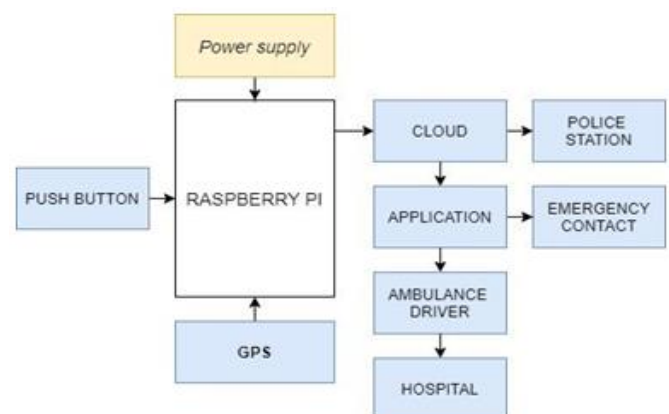 Power supply
CLOUD
POLICE
STATION
PUSH BUTTON
RASPBERRY PI
APPLICATION
EMERGENCY
CONTACT
AMBULANCE
DRIVER
GPS
HOSPITAL